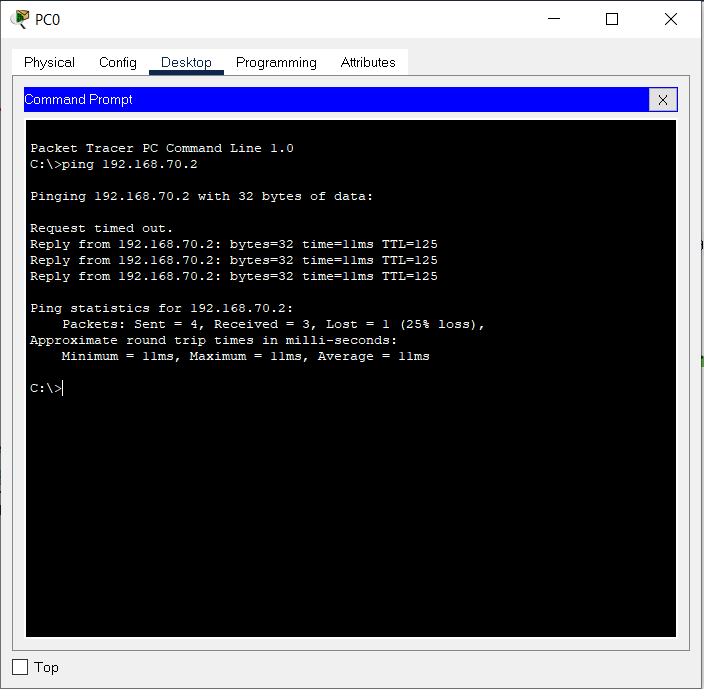 PC0
Physical Config Desktop Programming Attributes
Command Prompt X
Packet Tracer PC Command Line 1.0
C:\>ping 192.168.70.2
Pinging 192.168.70.2 with 32 bytes of data:
Request timed out.
Reply from 192.168.70.2: bytes=32 time=11ms TTL=125
Reply from 192.168.70.2: bytes=32 time=11ms TTL=125
Reply from 192.168.70.2: bytes=32 time=11ms TTL=125
Ping statistics for 192.168.70.2:
Packets: Sent = 4, Received = 3, Lost = 1 (25% loss),
Approximate round trip times in milli-seconds:
Minimum = 11ms, Maximum = 11ms, Average = 11ms
C:\>
Top